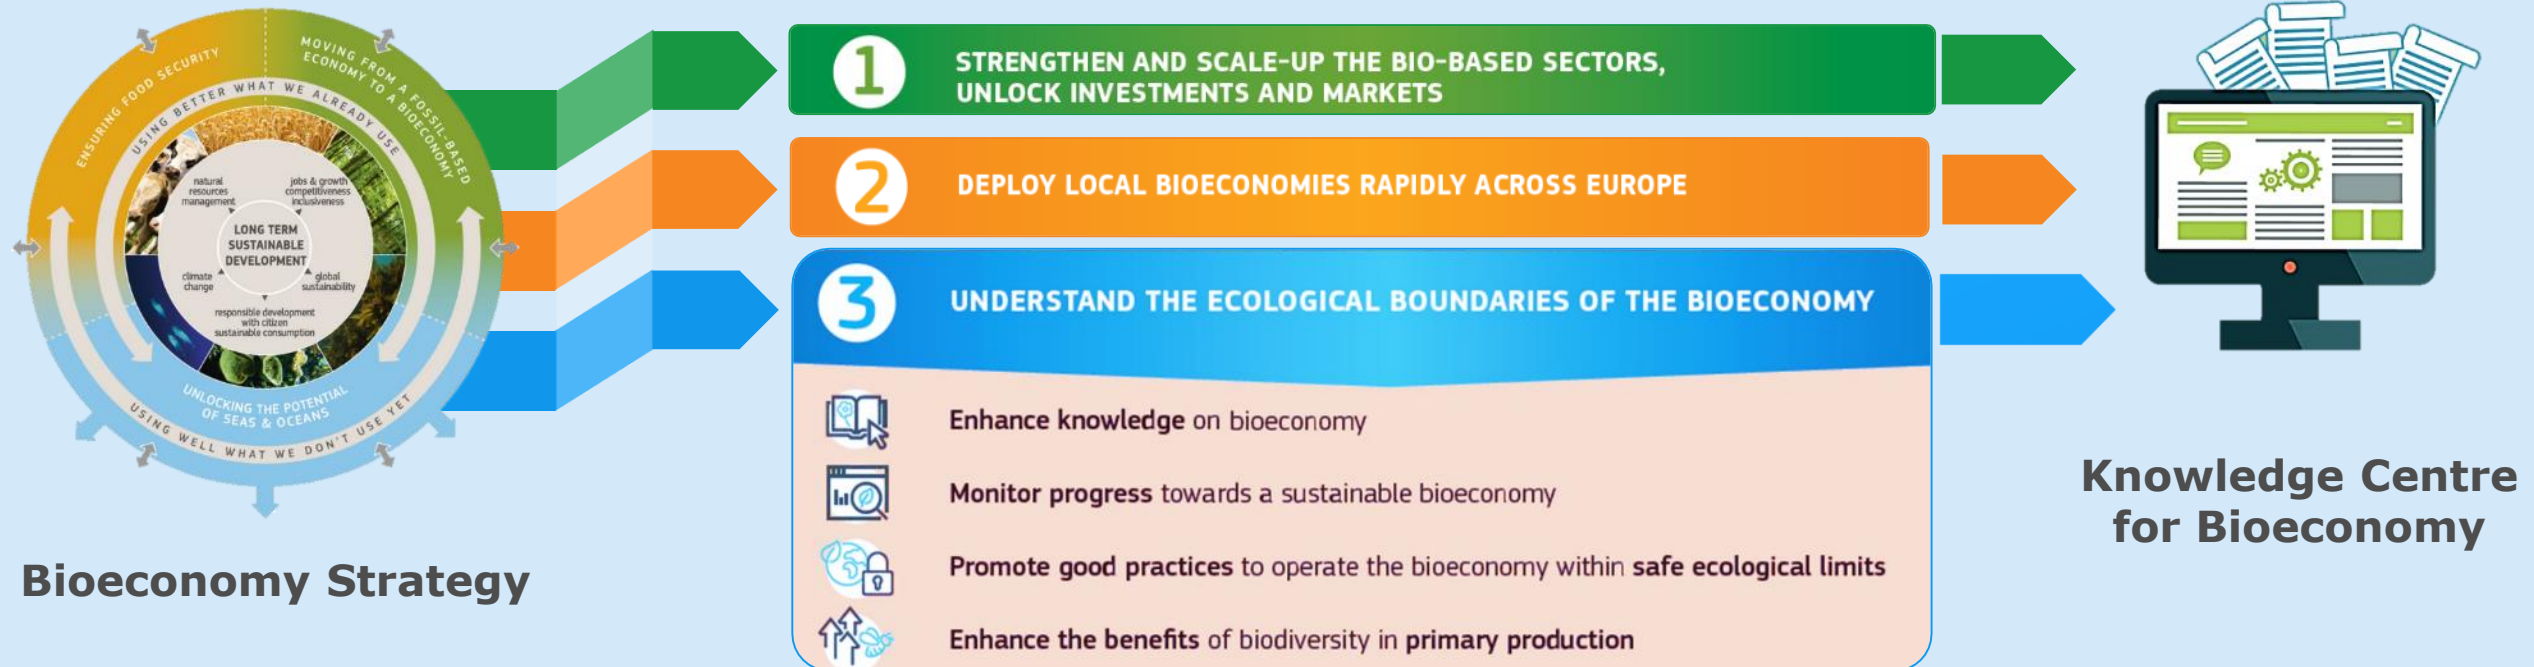 ENSURING FOOD SECURITY
MOVING FROM A FOSSIL-BASED
ECONOMY TO A BIOECONOMY
USING BETTER WHAT WE ALREADY USE
natural
resources
management
jobs & growth
competitiveness
inclusiveness
LONG TERM
SUSTAINABLE
DEVELOPMENT
climate
change
global
sustainability
responsible development
with citizen
sustainable consumption
UNLOCKING THE POTENTIAL
OF SEAS & OCEANS
USING WELL WHAT WE DON'T USE YET
Bioeconomy Strategy
1
STRENGTHEN AND SCALE-UP THE BIO-BASED SECTORS,
UNLOCK INVESTMENTS AND MARKETS
2
DEPLOY LOCAL BIOECONOMIES RAPIDLY ACROSS EUROPE
3
UNDERSTAND THE ECOLOGICAL BOUNDARIES OF THE BIOECONOMY
Enhance knowledge on bioeconomy
Monitor progress towards a sustainable bioeconomy
Promote good practices to operate the bioeconomy within safe ecological limits
Enhance the benefits of biodiversity in primary production
Knowledge Centre
for Bioeconomy